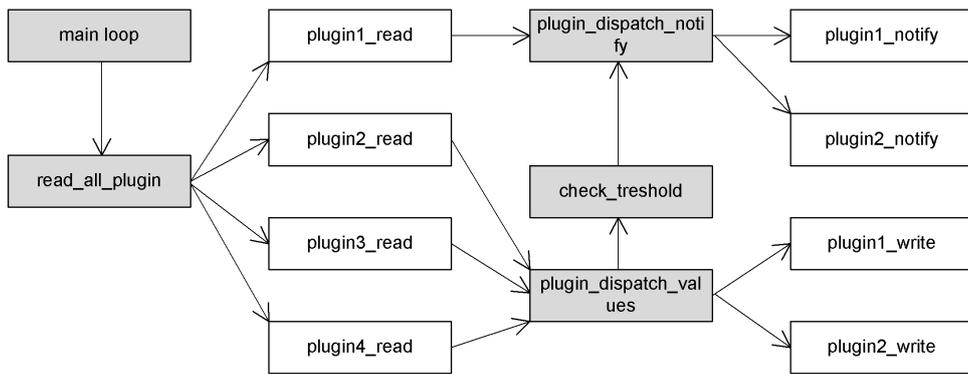 main loop
plugin1_read
plugin_dispatch_noti
fy
plugin1_notify
plugin2_read
plugin2_notify
read_all_plugin
check_treshold
plugin3_read
plugin1_write
plugin_dispatch_val
ues
plugin4_read
plugin2_write